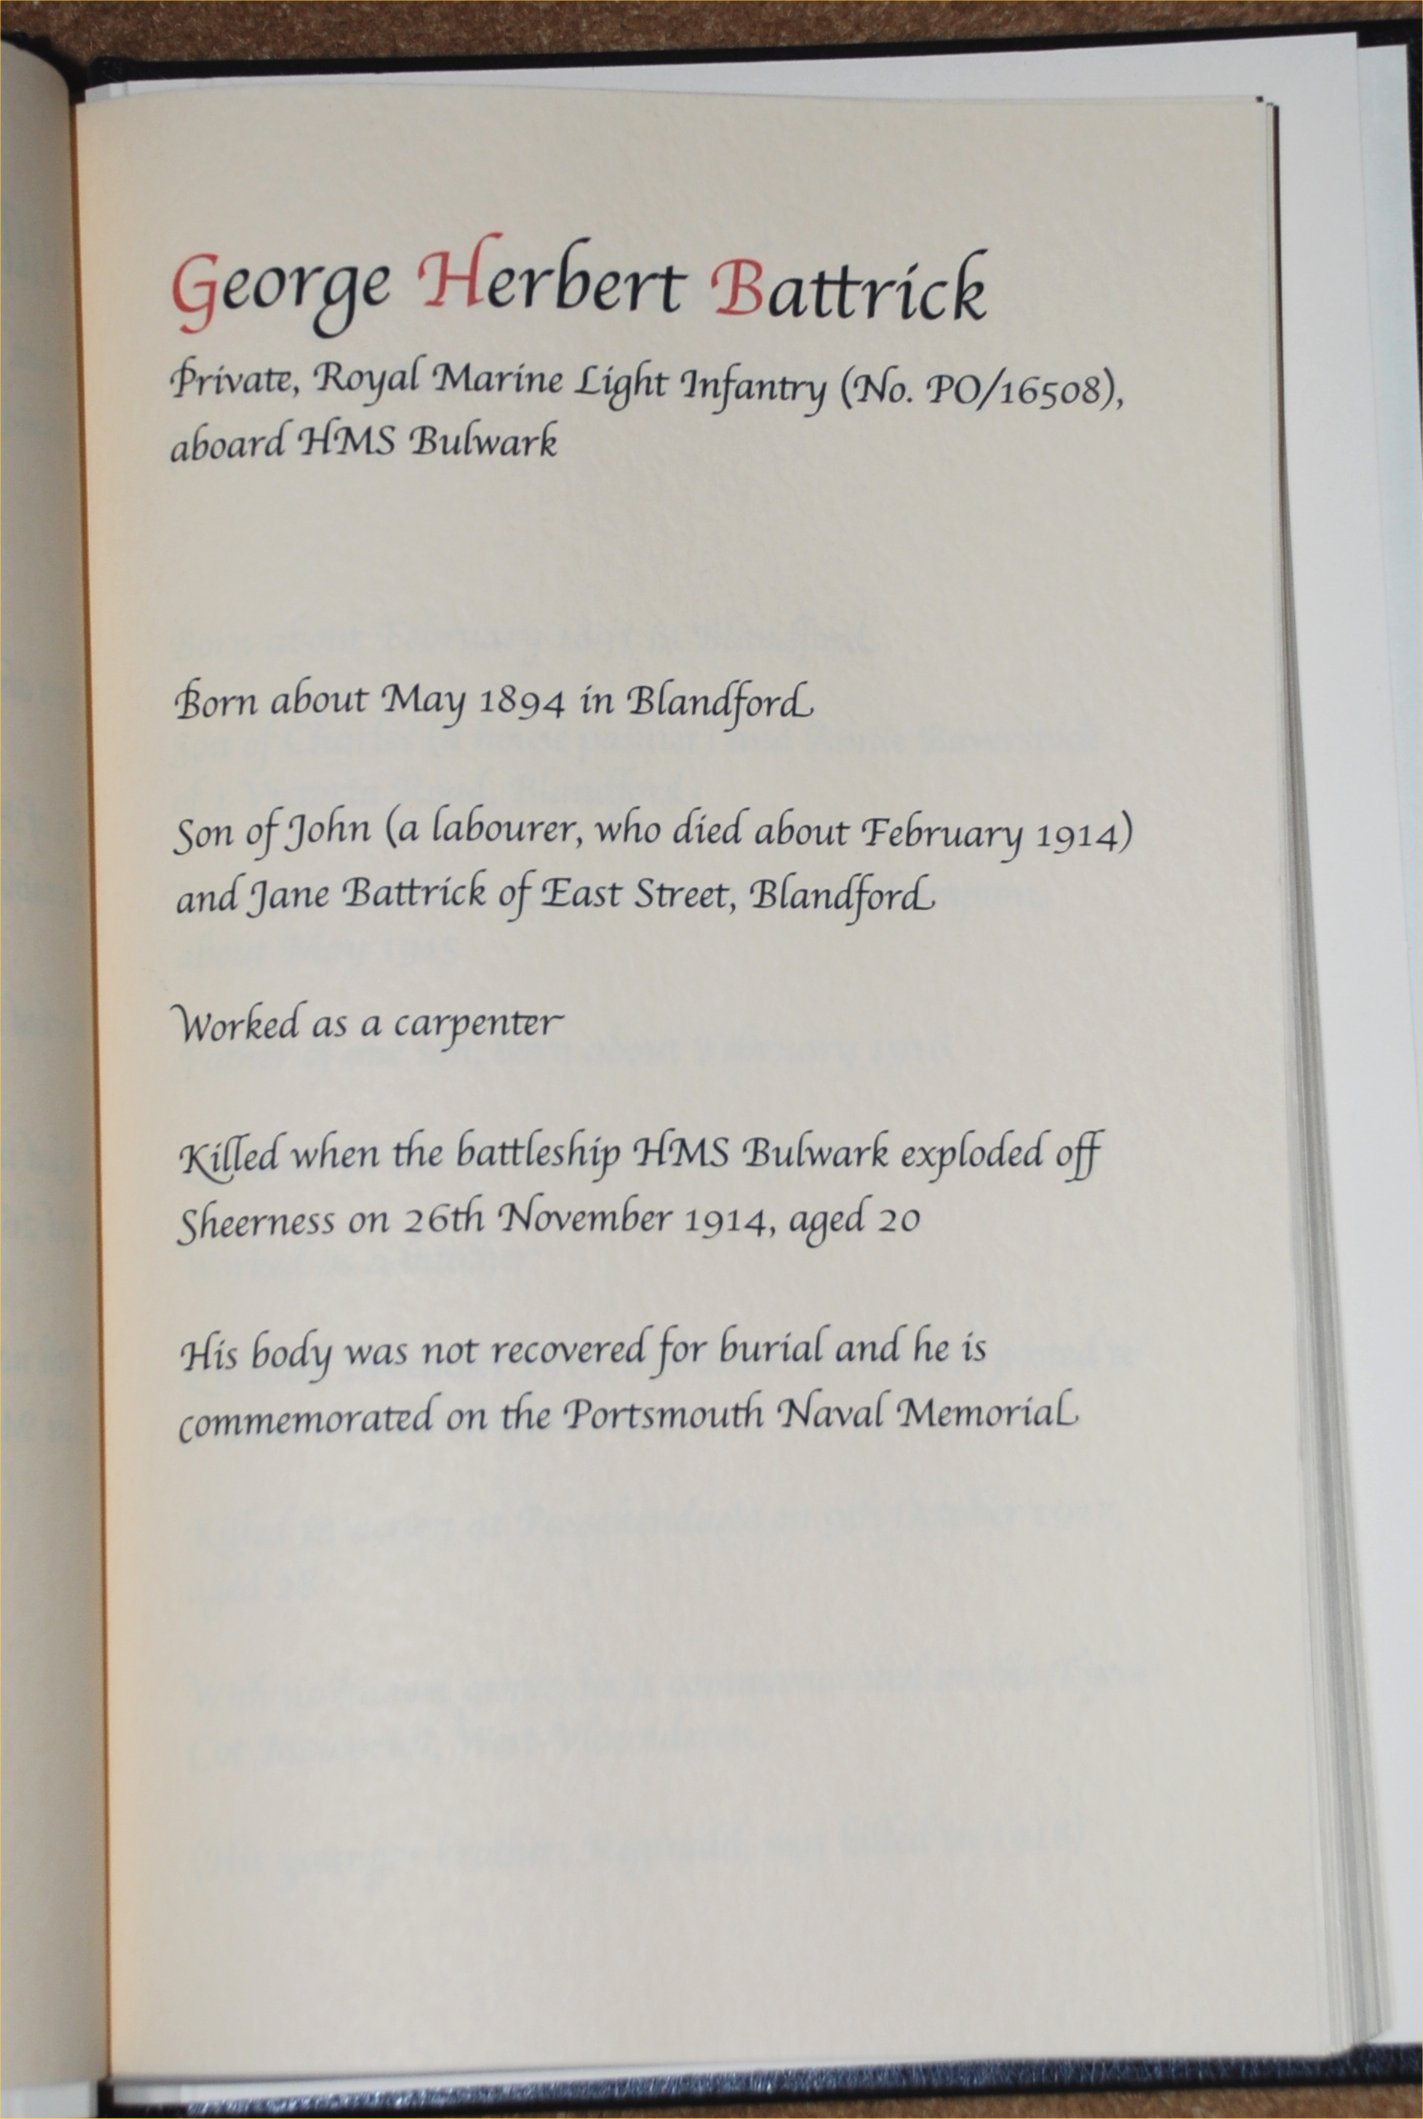 George Herbert Battrick
Private, Royal Marine Light Infantry (No. PO/16508),
aboard HMS Bulwark
Born about May 1894 in Blandford
Son of John (a labourer, who died about February 1914)
and Jane Battrick of East Street, Blandford
Worked as a carpenter
Killed when the battleship HMS Bulwark exploded off
Sheerness on 26th November 1914, aged 20
His body was not recovered for burial and he is
commemorated on the Portsmouth Naval Memorial